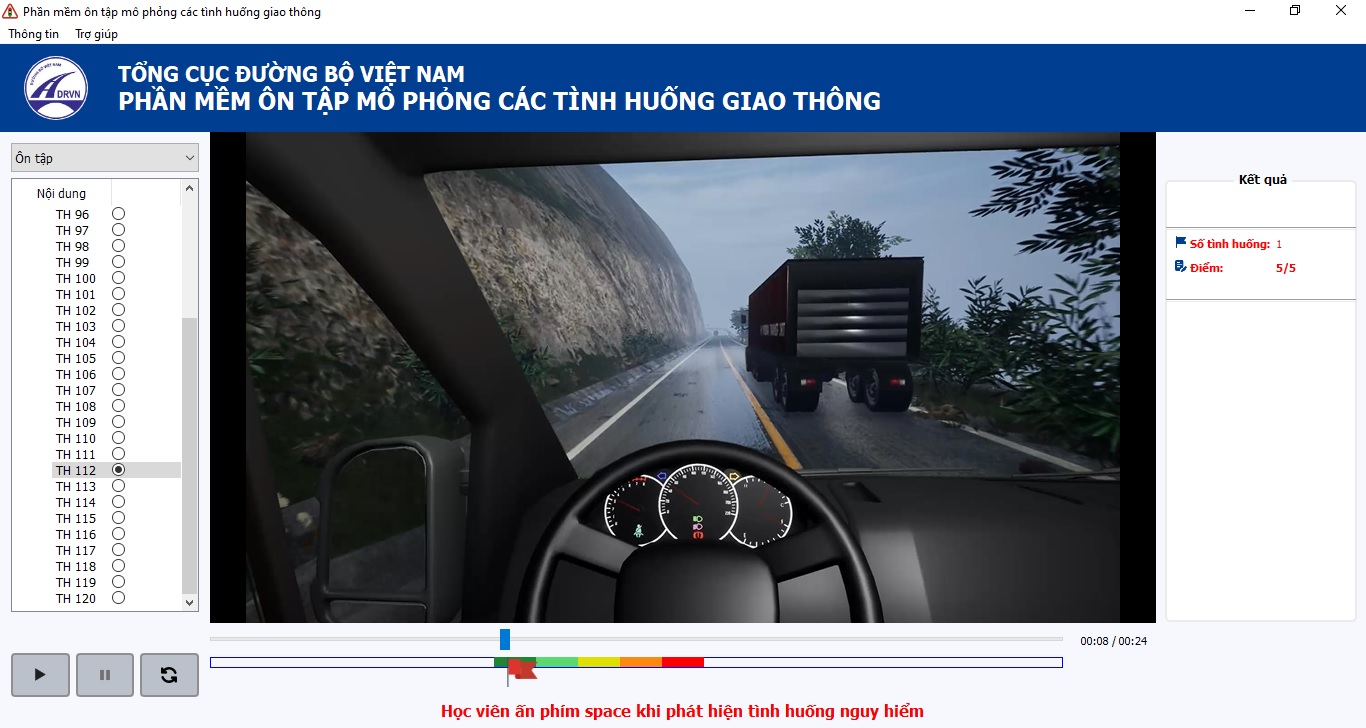 Phần mềm ôn tập mô phỏng các tình huống giao thông
Thông tin Trợ giúp
ĐƯỜNG BỘ VIỆT NAM
DRVN
TỔNG CỤC ĐƯỜNG BỘ VIỆT NAM
PHẦN MỀM ÔN TẬP MÔ PHỎNG CÁC TÌNH HUỐNG GIAO THÔNG
Ôn tập
Nội dung
TH 96
TH 97
TH 98
TH 99
TH 100
TH 101
TH 102
TH 103
TH 104
TH 105
TH 106
TH 107
TH 108
TH 109
TH 110
TH 111
TH 112
TH 113
TH 114
TH 115
TH 116
TH 117
TH 118
TH 119
TH 120
Kết quả
Số tình huống: 1
Điểm: 5/5
00:08 / 00:24
Học viên ấn phím space khi phát hiện tình huống nguy hiểm